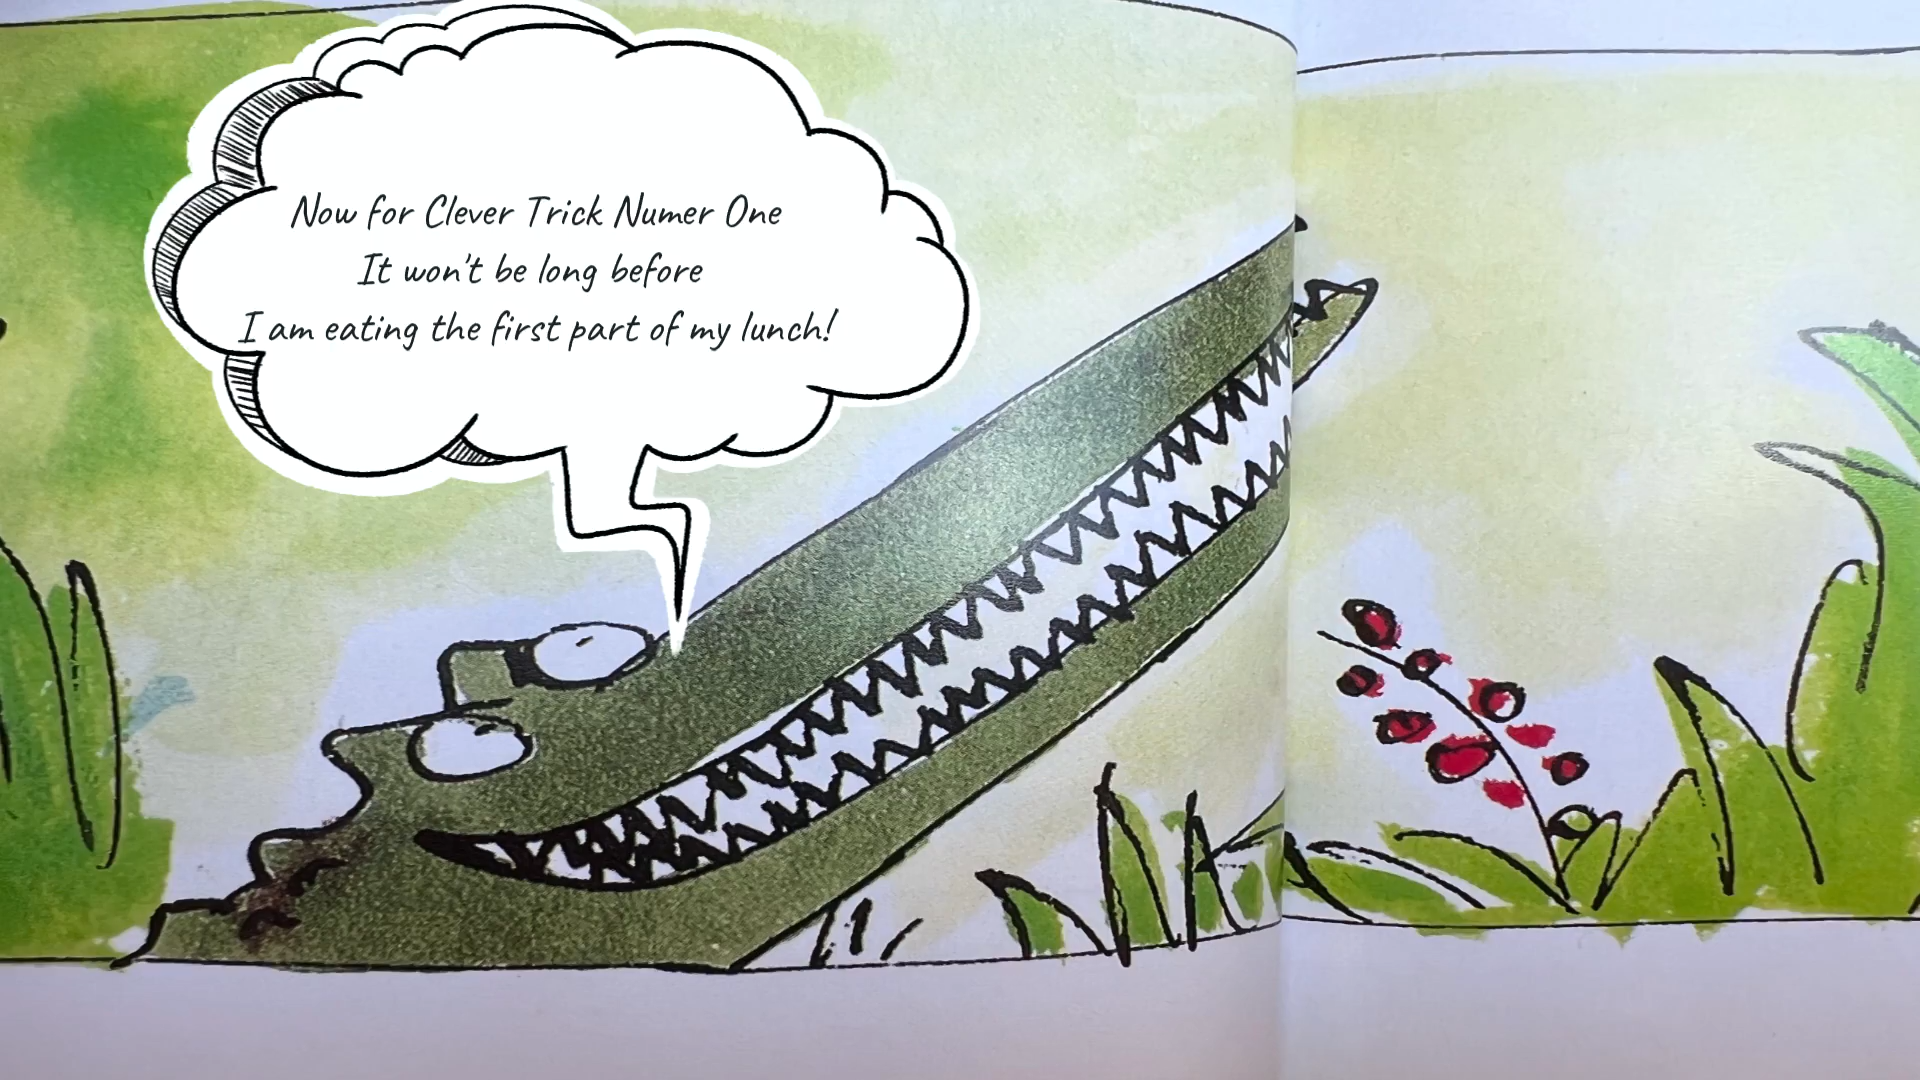 Now for Clever Trick Numer One
It won't be long before
I am eating the first part of my lunch!